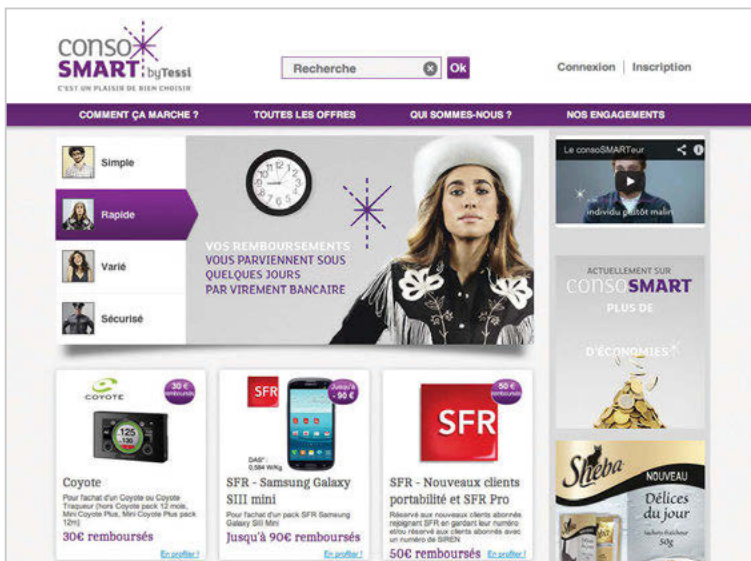 conso
SMART byTessi
C'EST UN PLAISIR DE BIEN CHOISIR
Recherche
Ok
Connexion | Inscription
COMMENT ÇA MARCHE ?
TOUTES LES OFFRES
QUI SOMMES-NOUS ?
NOS ENGAGEMENTS
Simple
Rapide
Varié
Sécurisé
VOS REMBOURSEMENTS
VOUS PARVIENNENT SOUS
QUELQUES JOURS
PAR VIREMENT BANCAIRE
Le consoSMARTeur
individu plutôt malin
ACTUELLEMENT SUR
CONSOSMART
PLUS DE
D'ÉCONOMIES
COYOTE
30 €
remboursés
125
130
Coyote
Pour l'achat d'un Coyote ou Coyote
Traqueur (hors Coyote pack 12 mois,
Mini Coyote Plus, Mini Coyote Plus pack
12m)
30€ remboursés
En profiter !
SFR
Jusqu'à
- 90 €
DAS* :
0,584 W/Kg
SFR - Samsung Galaxy
SIII mini
Pour l'achat d'un pack SFR Samsung
Galaxy SIII Mini
Jusqu'à 90€ remboursés
En profiter !
50 €
remboursés
SFR
SFR - Nouveaux clients
portabilité et SFR Pro
Réservé aux nouveaux clients abonnés
rejoignant SFR en gardant leur numéro
et/ou réservé aux clients abonnés avec
un numéro de SIREN
50€ remboursés
En profiter !
Sheba
NOUVEAU
Délices
du jour
Sachets fraîcheur
50g